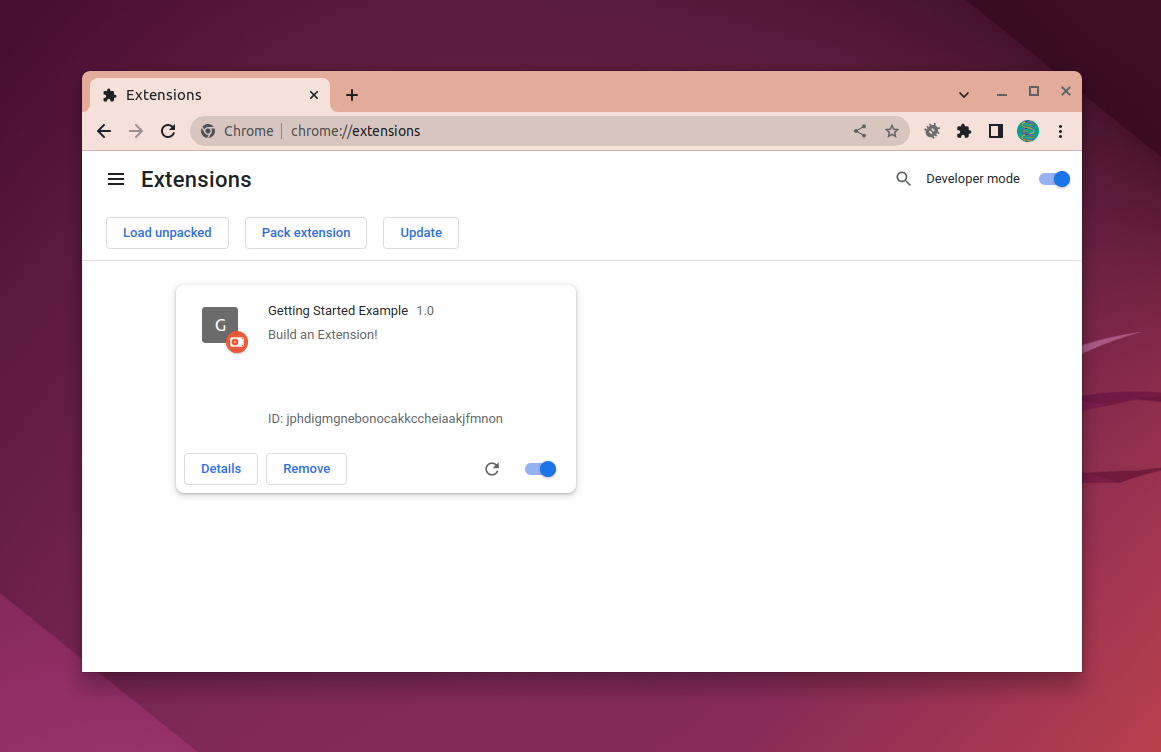 Extensions
Chrome | chrome://extensions
Extensions
Developer mode
Load unpacked Pack extension Update
G
Getting Started Example 1.0
Build an Extension!
ID: jphdigmgnebonocakkccheiaakjfmnon
Details Remove